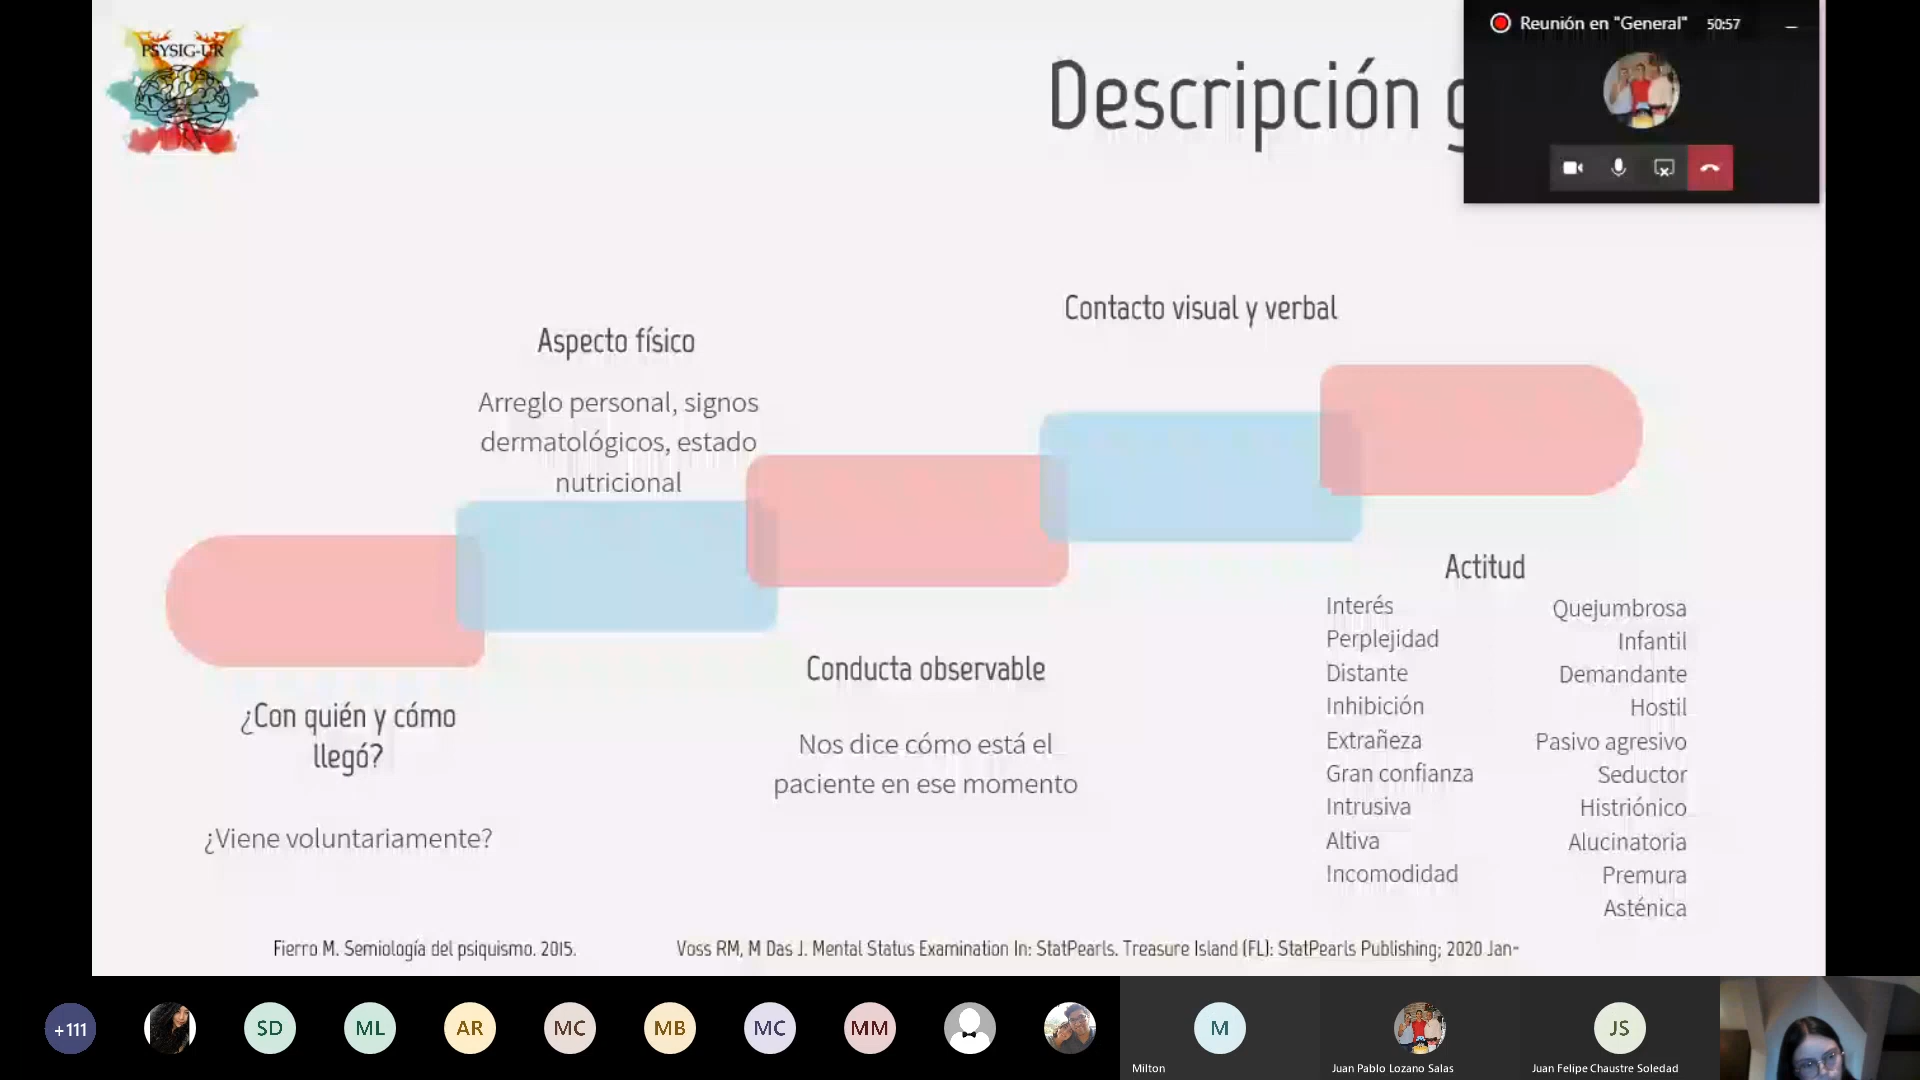 PSYSIG-UR
Descripción g
Reunión en "General"
50:57
Contacto visual y verbal
Aspecto físico
Arreglo personal, signos
dermatológicos, estado
nutricional
Actitud
Interés
Perplejidad
Distante
Inhibición
Extrañeza
Gran confianza
Intrusiva
Altiva
Incomodidad
Quejumbrosa
Infantil
Demandante
Hostil
Pasivo agresivo
Seductor
Histriónico
Alucinatoria
Premura
Asténica
Conducta observable
Nos dice cómo está el
paciente en ese momento
¿Con quién y cómo
llegó?
¿Viene voluntariamente?
Fierro M. Semiología del psiquismo. 2015.
Voss RM, M Das J. Mental Status Examination In: StatPearls. Treasure Island (FL): StatPearls Publishing; 2020 Jan-
+111
SD
ML
AR
MC
MB
MC
MM
M
JS
Milton
Juan Pablo Lozano Salas
Juan Felipe Chaustre Soledad